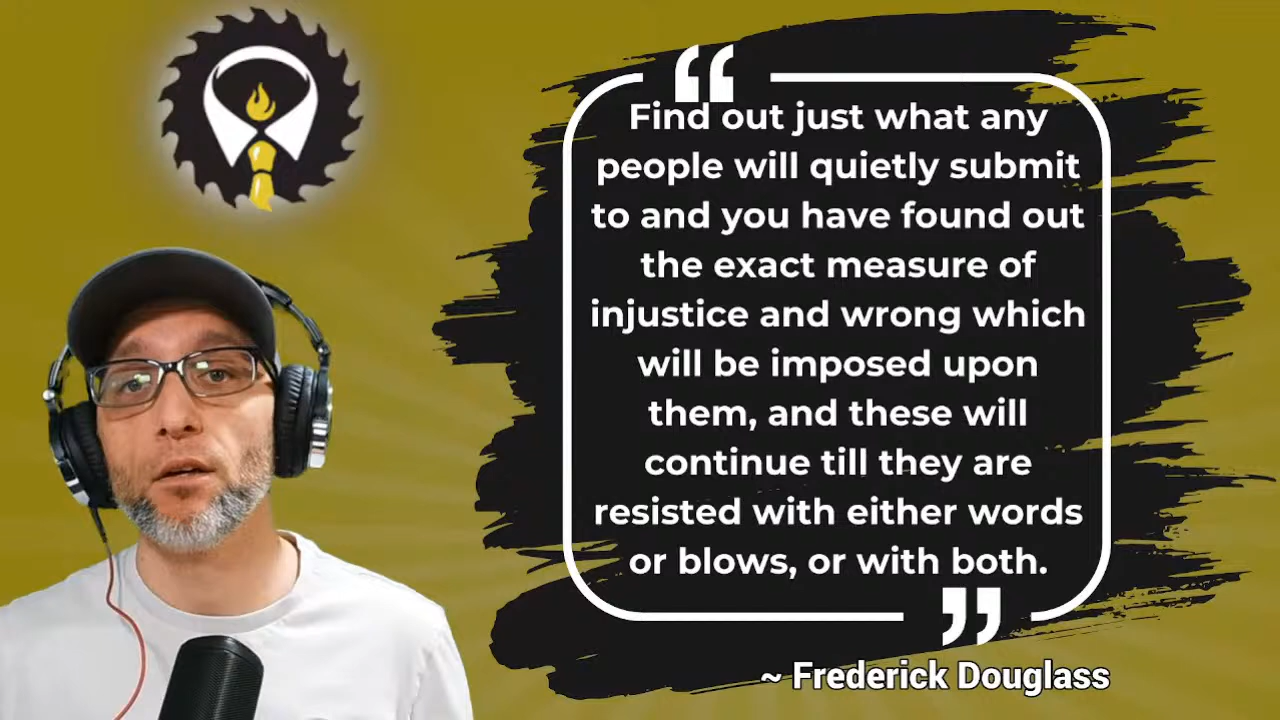 Find out just what any
people will quietly submit
to and you have found out
the exact measure of
injustice and wrong which
will be imposed upon
them, and these will
continue till they are
resisted with either words
or blows, or with both.
~ Frederick Douglass